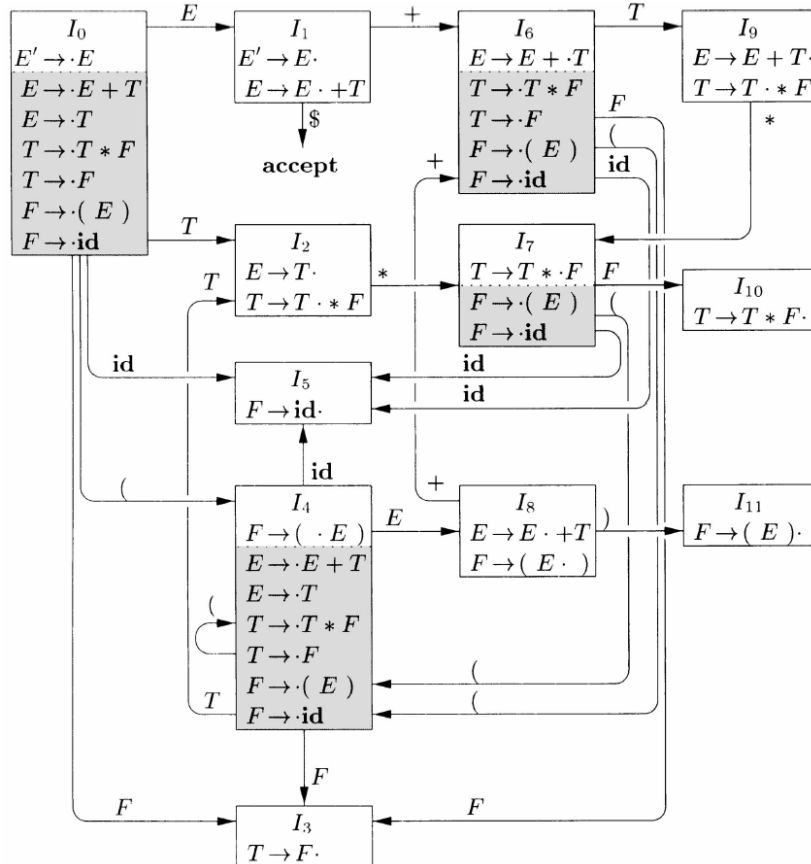 I₀
E' → ·E
E → ·E + T
E → ·T
T → ·T * F
T → ·F
F → ·( E )
F → ·id
E
I₁
E' → E·
E → E · +T
$
accept
+
I₆
E → E + ·T
T → ·T * F
T → ·F
F → ·( E )
F → ·id
T
F
(
id
+
I₉
E → E + T·
T → T · * F
*
T
I₂
E → T·
T → T · * F
T
*
I₇
T → T * ·F
F → ·( E )
F → ·id
F
(
I₁₀
T → T * F·
id
I₅
F → id·
id
id
id
(
I₄
F → ( · E )
E → ·E + T
E → ·T
T → ·T * F
T → ·F
F → ·( E )
F → ·id
(
T
E
+
I₈
E → E · +T
F → ( E · )
)
I₁₁
F → ( E )·
(
(
F
F
F
I₃
T → F·